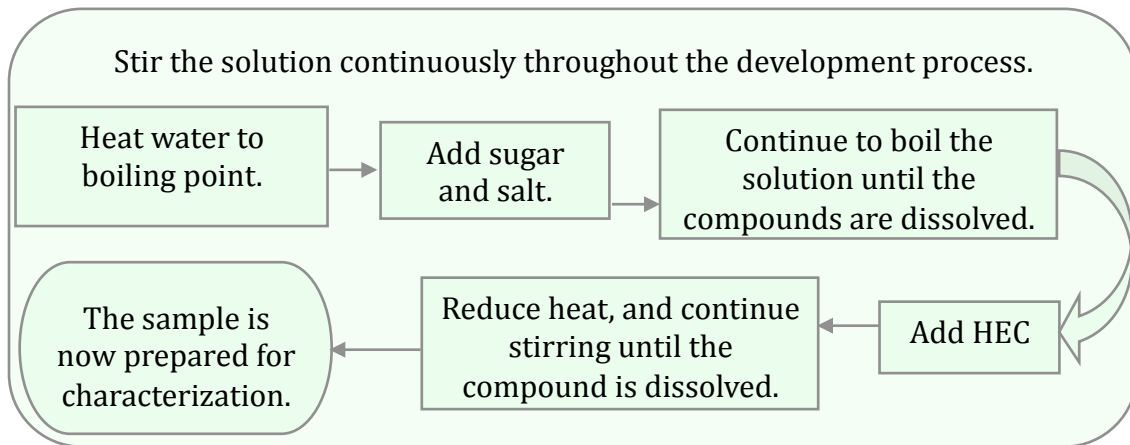 Stir the solution continuously throughout the development process.
Heat water to
boiling point.
Add sugar
and salt.
Continue to boil the
solution until the
compounds are dissolved.
Add HEC
Reduce heat, and continue
stirring until the
compound is dissolved.
The sample is
now prepared for
characterization.